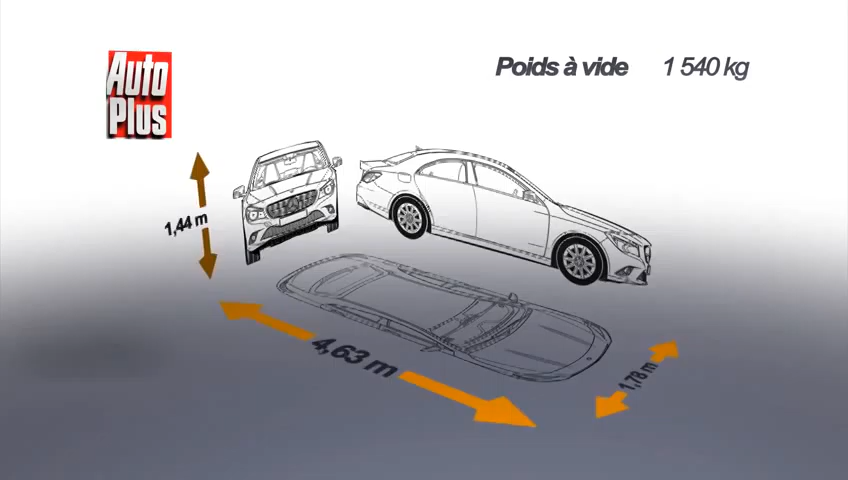 Auto
Plus
Poids à vide 1 540 kg
1,44 m
4,63 m
1,78 m